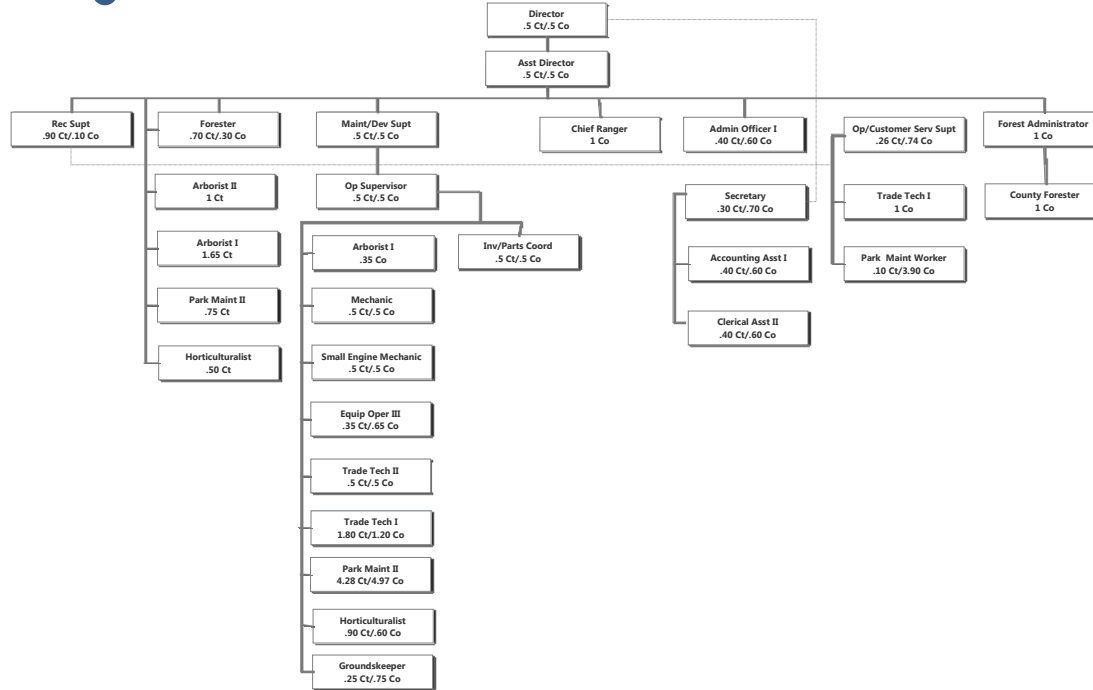 Director
.5 Ct/.5 Co
Asst Director
.5 Ct/.5 Co
Rec Supt
.90 Ct/.10 Co
Forester
.70 Ct/.30 Co
Maint/Dev Supt
.5 Ct/.5 Co
Chief Ranger
1 Co
Admin Officer I
.40 Ct/.60 Co
Op/Customer Serv Supt
.26 Ct/.74 Co
Forest Administrator
1 Co
Arborist II
1 Ct
Op Supervisor
.5 Ct/.5 Co
Secretary
.30 Ct/.70 Co
Trade Tech I
1 Co
County Forester
1 Co
Arborist I
1.65 Ct
Arborist I
.35 Co
Inv/Parts Coord
.5 Ct/.5 Co
Accounting Asst I
.40 Ct/.60 Co
Park Maint Worker
.10 Ct/3.90 Co
Park Maint II
.75 Ct
Mechanic
.5 Ct/.5 Co
Clerical Asst II
.40 Ct/.60 Co
Horticulturalist
.50 Ct
Small Engine Mechanic
.5 Ct/.5 Co
Equip Oper III
.35 Ct/.65 Co
Trade Tech II
.5 Ct/.5 Co
Trade Tech I
1.80 Ct/1.20 Co
Park Maint II
4.28 Ct/4.97 Co
Horticulturalist
.90 Ct/.60 Co
Groundskeeper
.25 Ct/.75 Co